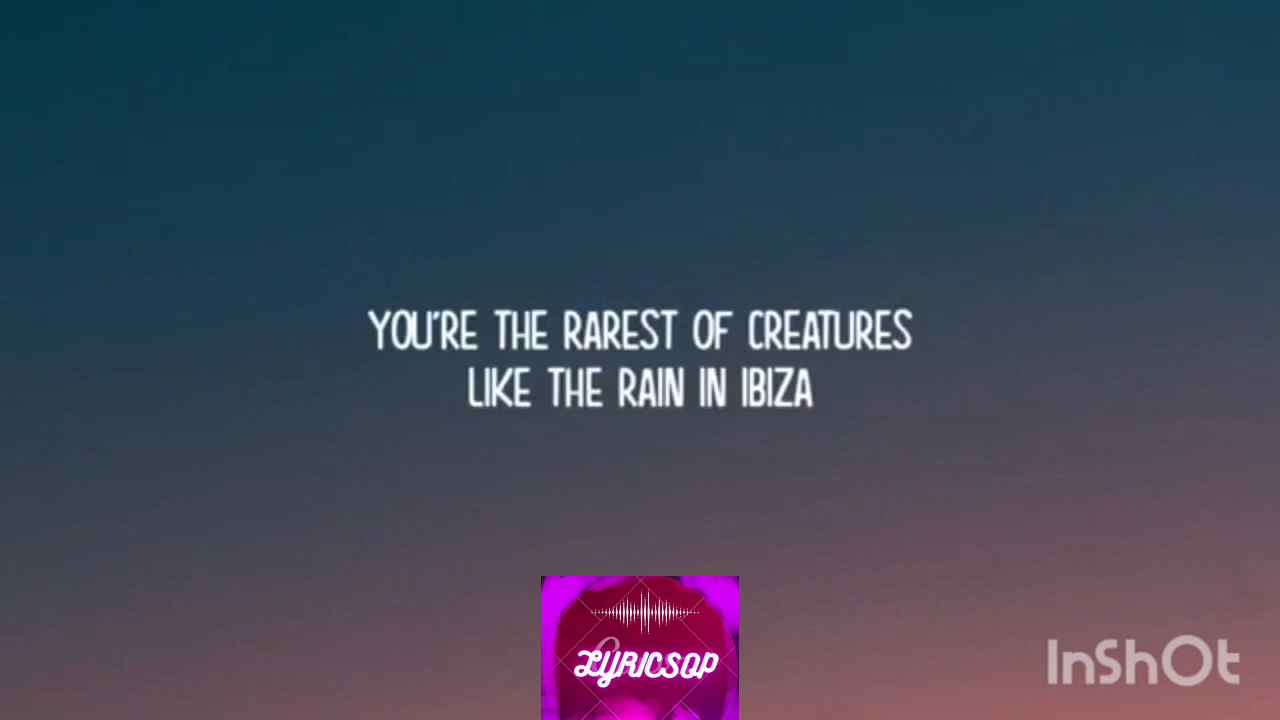 YOU'RE THE RAREST OF CREATURES
LIKE THE RAIN IN IBIZA
LYRICSOP
InShOt